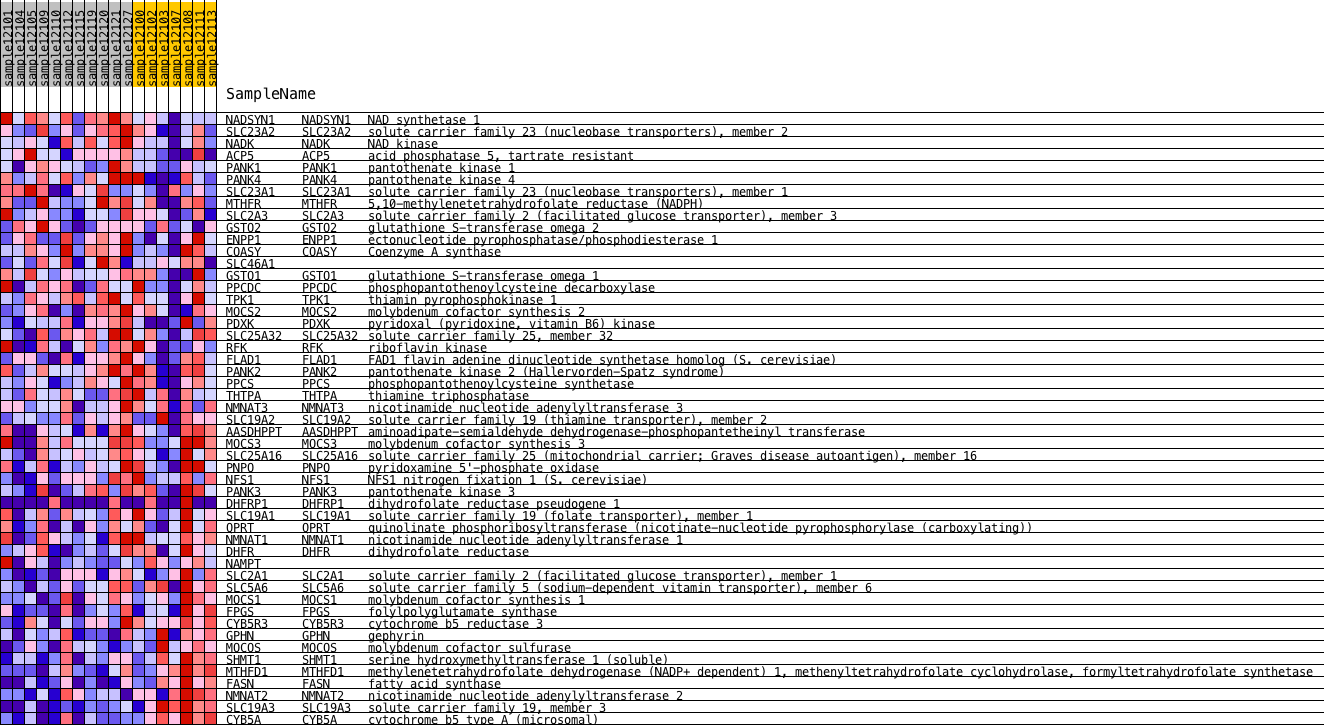 sample12101
sample12104
sample12105
sample12109
sample12110
sample12112
sample12115
sample12119
sample12120
sample12121
sample12127
sample12100
sample12102
sample12103
sample12107
sample12108
sample12111
sample12113
SampleName
NADSYN1 NADSYN1 NAD synthetase 1
SLC23A2 SLC23A2 solute carrier family 23 (nucleobase transporters), member 2
NADK NADK NAD kinase
ACP5 ACP5 acid phosphatase 5, tartrate resistant
PANK1 PANK1 pantothenate kinase 1
PANK4 PANK4 pantothenate kinase 4
SLC23A1 SLC23A1 solute carrier family 23 (nucleobase transporters), member 1
MTHFR MTHFR 5,10-methylenetetrahydrofolate reductase (NADPH)
SLC2A3 SLC2A3 solute carrier family 2 (facilitated glucose transporter), member 3
GSTO2 GSTO2 glutathione S-transferase omega 2
ENPP1 ENPP1 ectonucleotide pyrophosphatase/phosphodiesterase 1
COASY COASY Coenzyme A synthase
SLC46A1
GSTO1 GSTO1 glutathione S-transferase omega 1
PPCDC PPCDC phosphopantothenoylcysteine decarboxylase
TPK1 TPK1 thiamin pyrophosphokinase 1
MOCS2 MOCS2 molybdenum cofactor synthesis 2
PDXK PDXK pyridoxal (pyridoxine, vitamin B6) kinase
SLC25A32 SLC25A32 solute carrier family 25, member 32
RFK RFK riboflavin kinase
FLAD1 FLAD1 FAD1 flavin adenine dinucleotide synthetase homolog (S. cerevisiae)
PANK2 PANK2 pantothenate kinase 2 (Hallervorden-Spatz syndrome)
PPCS PPCS phosphopantothenoylcysteine synthetase
THTPA THTPA thiamine triphosphatase
NMNAT3 NMNAT3 nicotinamide nucleotide adenylyltransferase 3
SLC19A2 SLC19A2 solute carrier family 19 (thiamine transporter), member 2
AASDHPPT AASDHPPT aminoadipate-semialdehyde dehydrogenase-phosphopantetheinyl transferase
MOCS3 MOCS3 molybdenum cofactor synthesis 3
SLC25A16 SLC25A16 solute carrier family 25 (mitochondrial carrier; Graves disease autoantigen), member 16
PNPO PNPO pyridoxamine 5'-phosphate oxidase
NFS1 NFS1 NFS1 nitrogen fixation 1 (S. cerevisiae)
PANK3 PANK3 pantothenate kinase 3
DHFRP1 DHFRP1 dihydrofolate reductase pseudogene 1
SLC19A1 SLC19A1 solute carrier family 19 (folate transporter), member 1
QPRT QPRT quinolinate phosphoribosyltransferase (nicotinate-nucleotide pyrophosphorylase (carboxylating))
NMNAT1 NMNAT1 nicotinamide nucleotide adenylyltransferase 1
DHFR DHFR dihydrofolate reductase
NAMPT
SLC2A1 SLC2A1 solute carrier family 2 (facilitated glucose transporter), member 1
SLC5A6 SLC5A6 solute carrier family 5 (sodium-dependent vitamin transporter), member 6
MOCS1 MOCS1 molybdenum cofactor synthesis 1
FPGS FPGS folylpolyglutamate synthase
CYB5R3 CYB5R3 cytochrome b5 reductase 3
GPHN GPHN gephyrin
MOCOS MOCOS molybdenum cofactor sulfurase
SHMT1 SHMT1 serine hydroxymethyltransferase 1 (soluble)
MTHFD1 MTHFD1 methylenetetrahydrofolate dehydrogenase (NADP+ dependent) 1, methenyltetrahydrofolate cyclohydrolase, formyltetrahydrofolate synthetase
FASN FASN fatty acid synthase
NMNAT2 NMNAT2 nicotinamide nucleotide adenylyltransferase 2
SLC19A3 SLC19A3 solute carrier family 19, member 3
CYB5A CYB5A cytochrome b5 type A (microsomal)